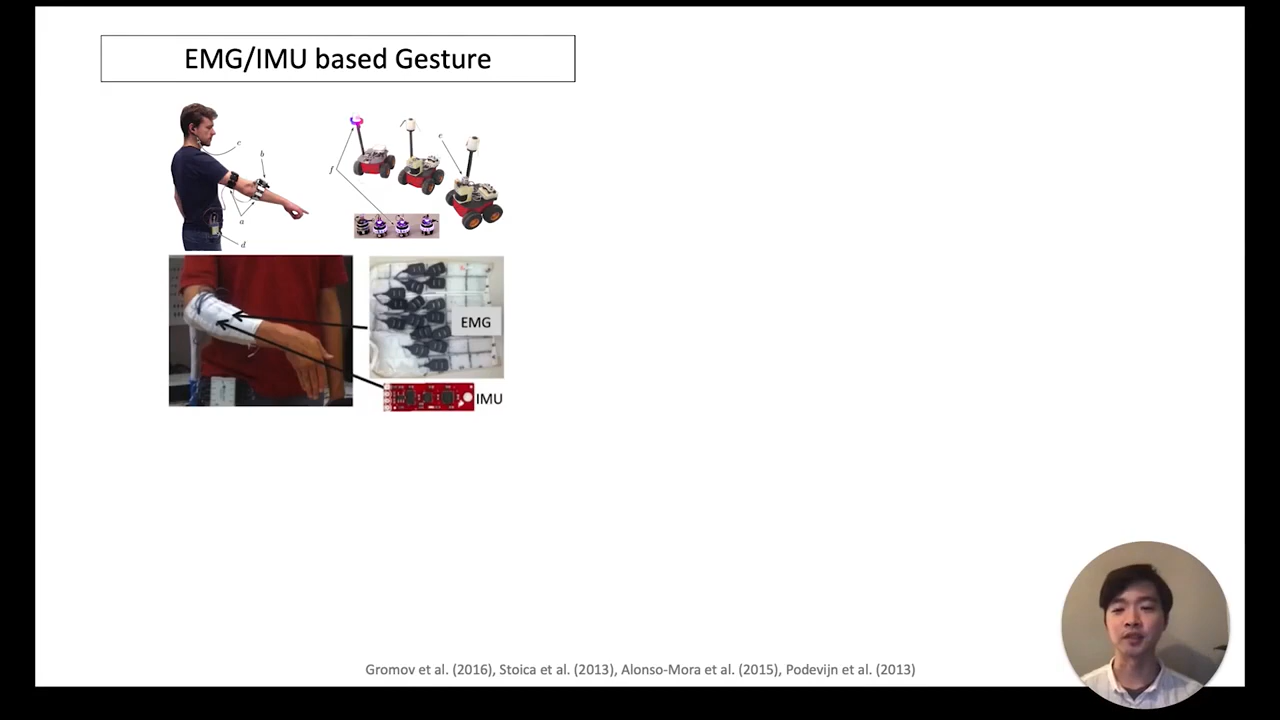 EMG/IMU based Gesture
c
b
a
d
e
f
EMG
IMU
Gromov et al. (2016), Stoica et al. (2013), Alonso-Mora et al. (2015), Podevijn et al. (2013)